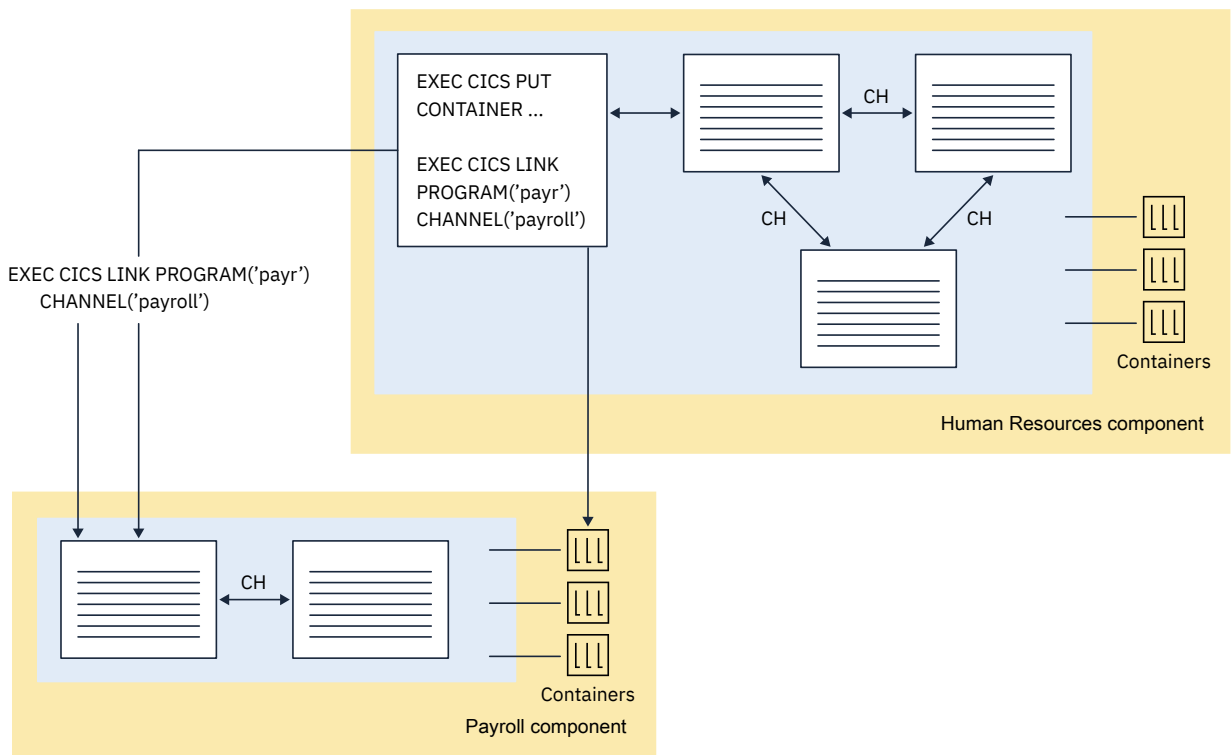 EXEC CICS PUT
CONTAINER ...
EXEC CICS LINK
PROGRAM('payr')
CHANNEL('payroll')
CH
CH
CH
EXEC CICS LINK PROGRAM(’payr’)
CHANNEL(’payroll’)
Containers
Human Resources component
CH
Containers
Payroll component